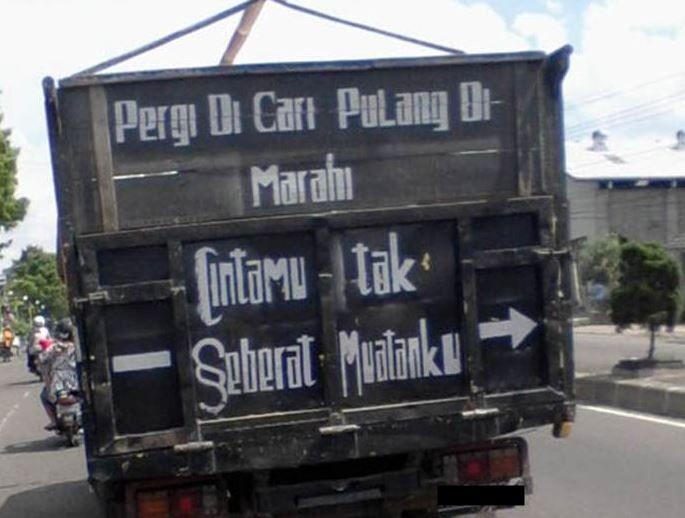 Pergi Di Cari Pulang Di-
Marahi
Cintamu tak
Seberat Muatanku